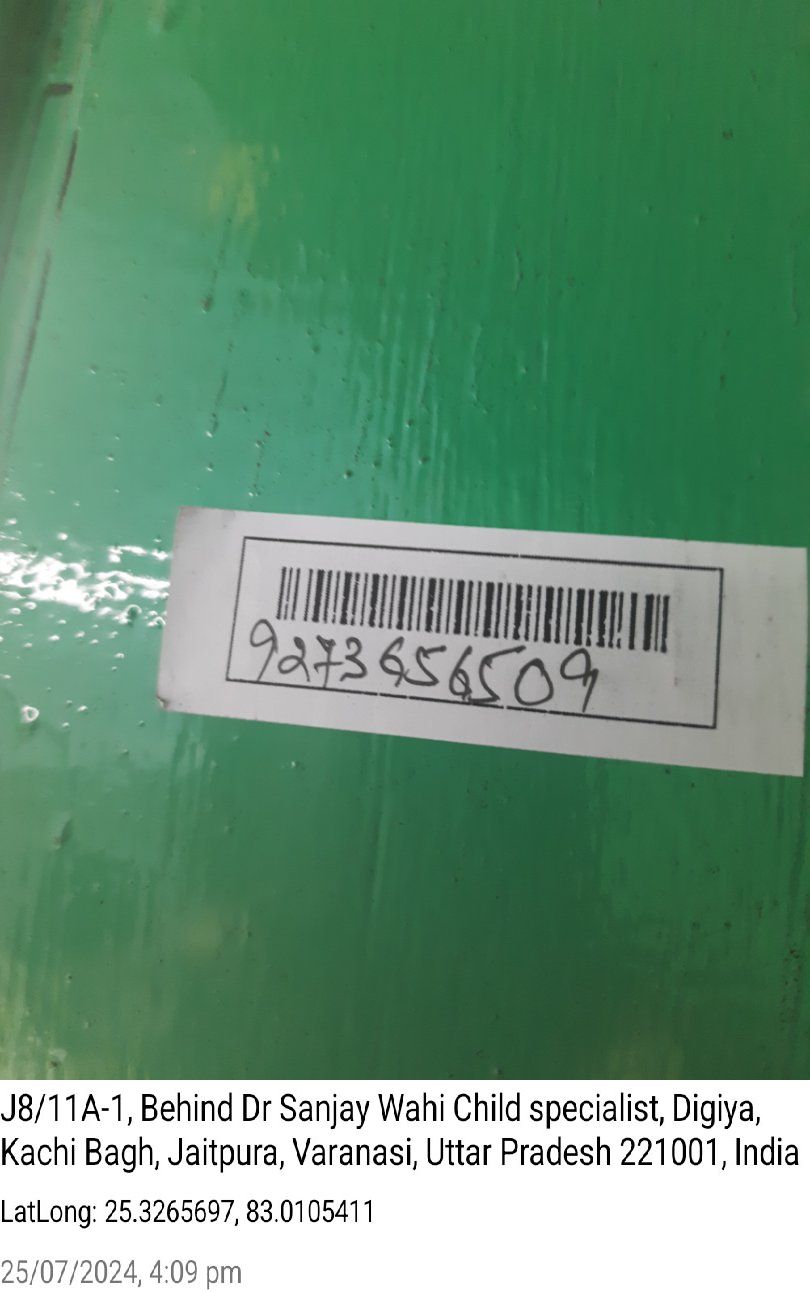 9273656509
J8/11A-1, Behind Dr Sanjay Wahi Child specialist, Digiya,
Kachi Bagh, Jaitpura, Varanasi, Uttar Pradesh 221001, India
LatLong: 25.3265697, 83.0105411
25/07/2024, 4:09 pm